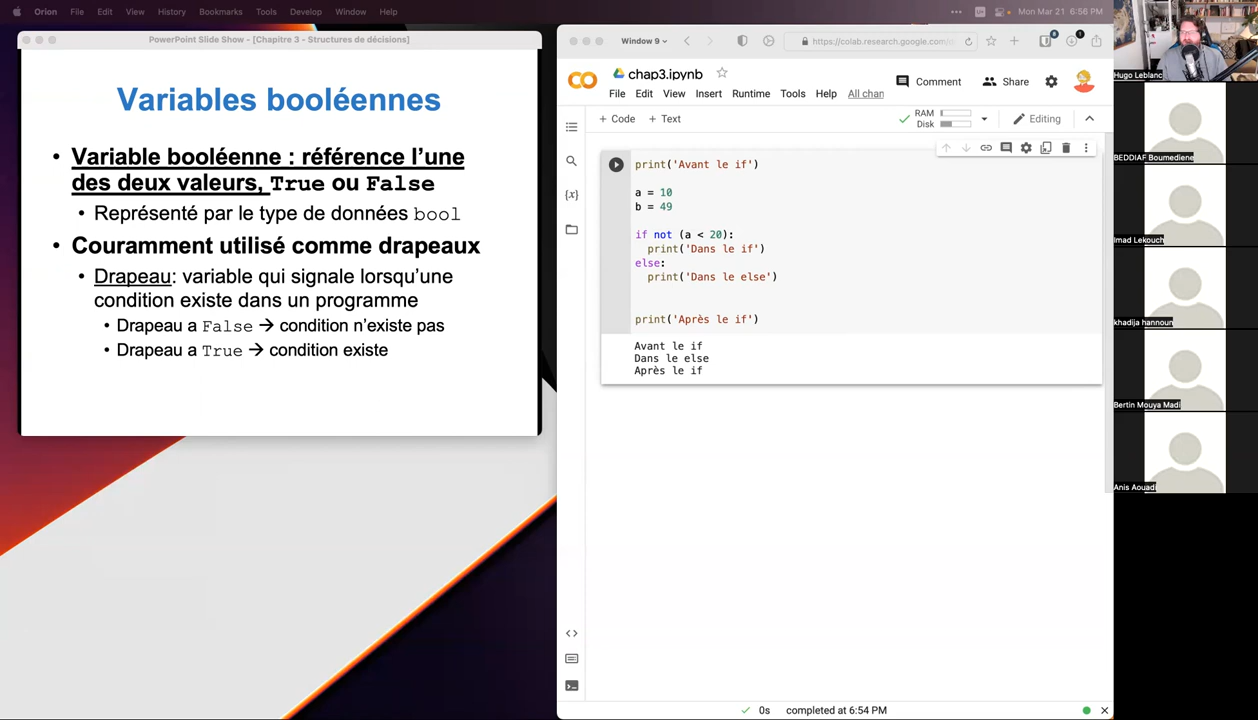 Orion File Edit View History Bookmarks Tools Develop Window Help
Mon Mar 21 6:56 PM
PowerPoint Slide Show - [Chapitre 3 - Structures de décisions]
Variables booléennes
• Variable booléenne : référence l'une
des deux valeurs, True ou False
• Représenté par le type de données bool
• Couramment utilisé comme drapeaux
• Drapeau: variable qui signale lorsqu'une
condition existe dans un programme
• Drapeau a False → condition n'existe pas
• Drapeau a True → condition existe
Window 9
https://colab.research.google.com/
8
1
chap3.ipynb
Comment
Share
File Edit View Insert Runtime Tools Help All chan
+ Code + Text
RAM
Disk
Editing
{x}
print('Avant le if')
a = 10
b = 49
if not (a < 20):
print('Dans le if')
else:
print('Dans le else')
print('Après le if')
Avant le if
Dans le else
Après le if
0s completed at 6:54 PM
Hugo Leblanc
BEDDIAF Boumediene
Imad Lekouch
khadija hannoun
Bertin Mouya Madi
Anis Aouadi